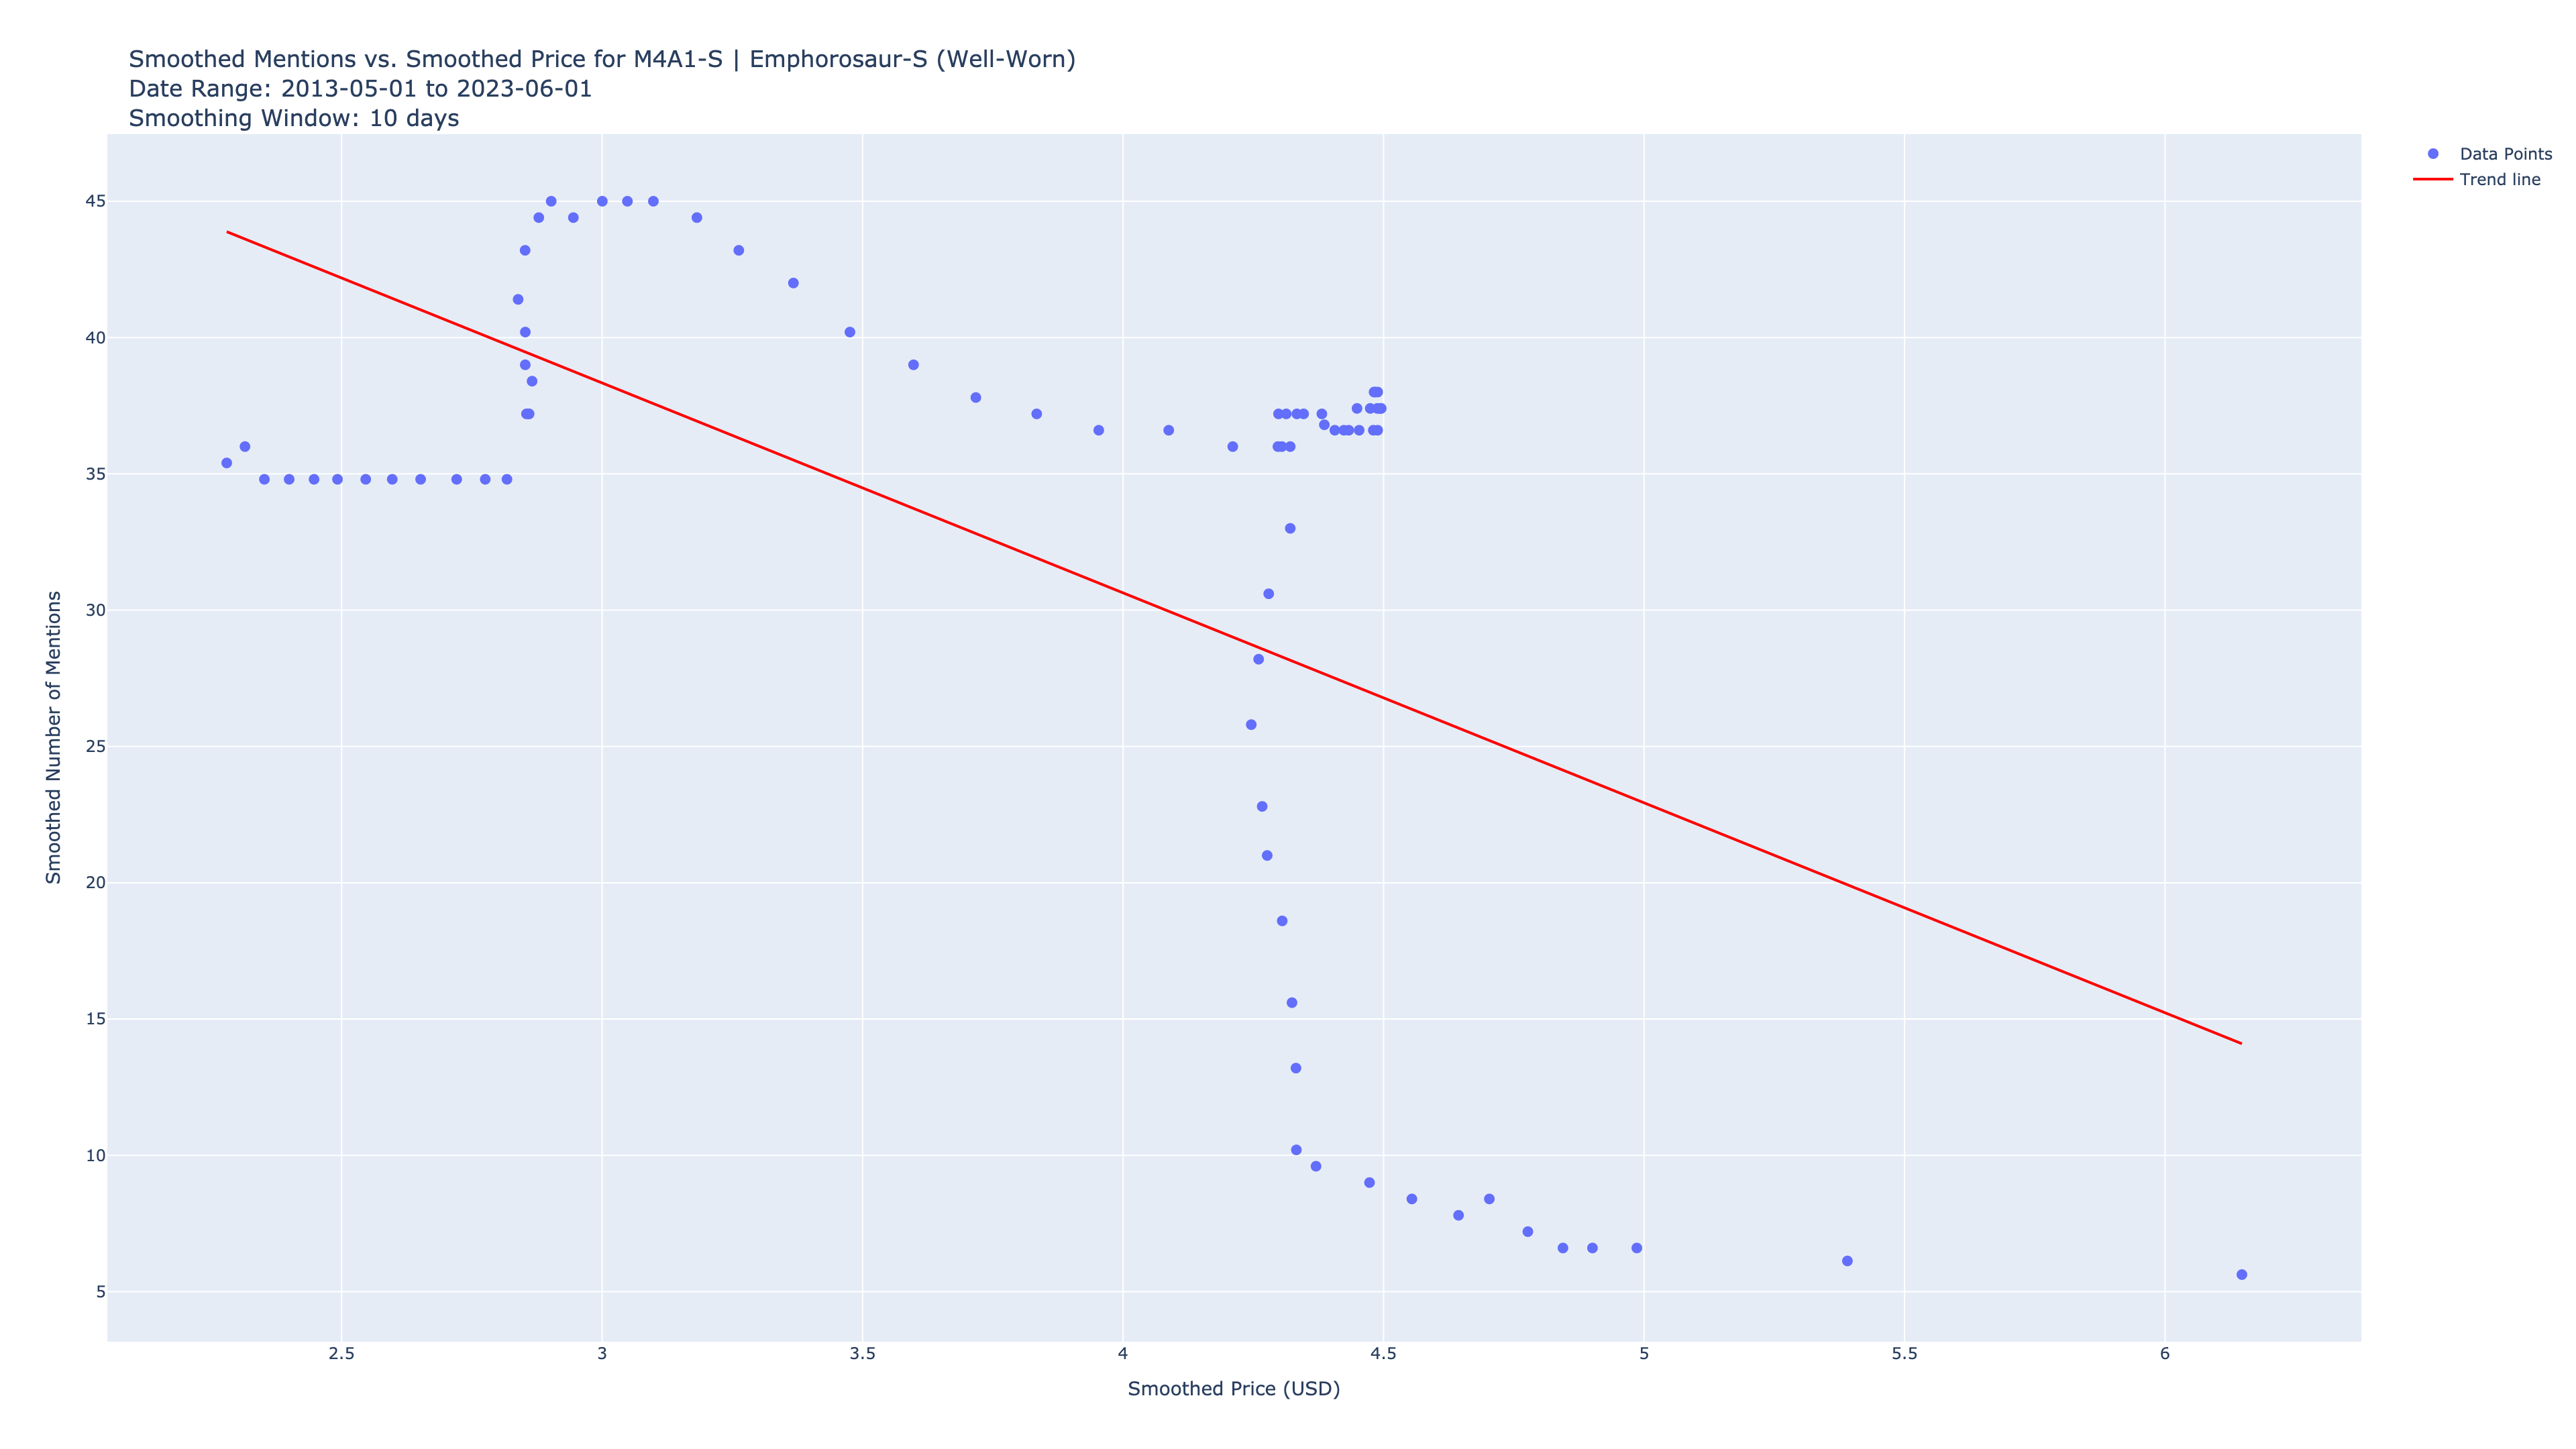 Smoothed Mentions vs. Smoothed Price for M4A1-S | Emphorosaur-S (Well-Worn)
Date Range: 2013-05-01 to 2023-06-01
Smoothing Window: 10 days
Data Points
Trend line
Smoothed Number of Mentions
45
40
35
30
25
20
15
10
5
2.5 3 3.5 4 4.5 5 5.5 6
Smoothed Price (USD)